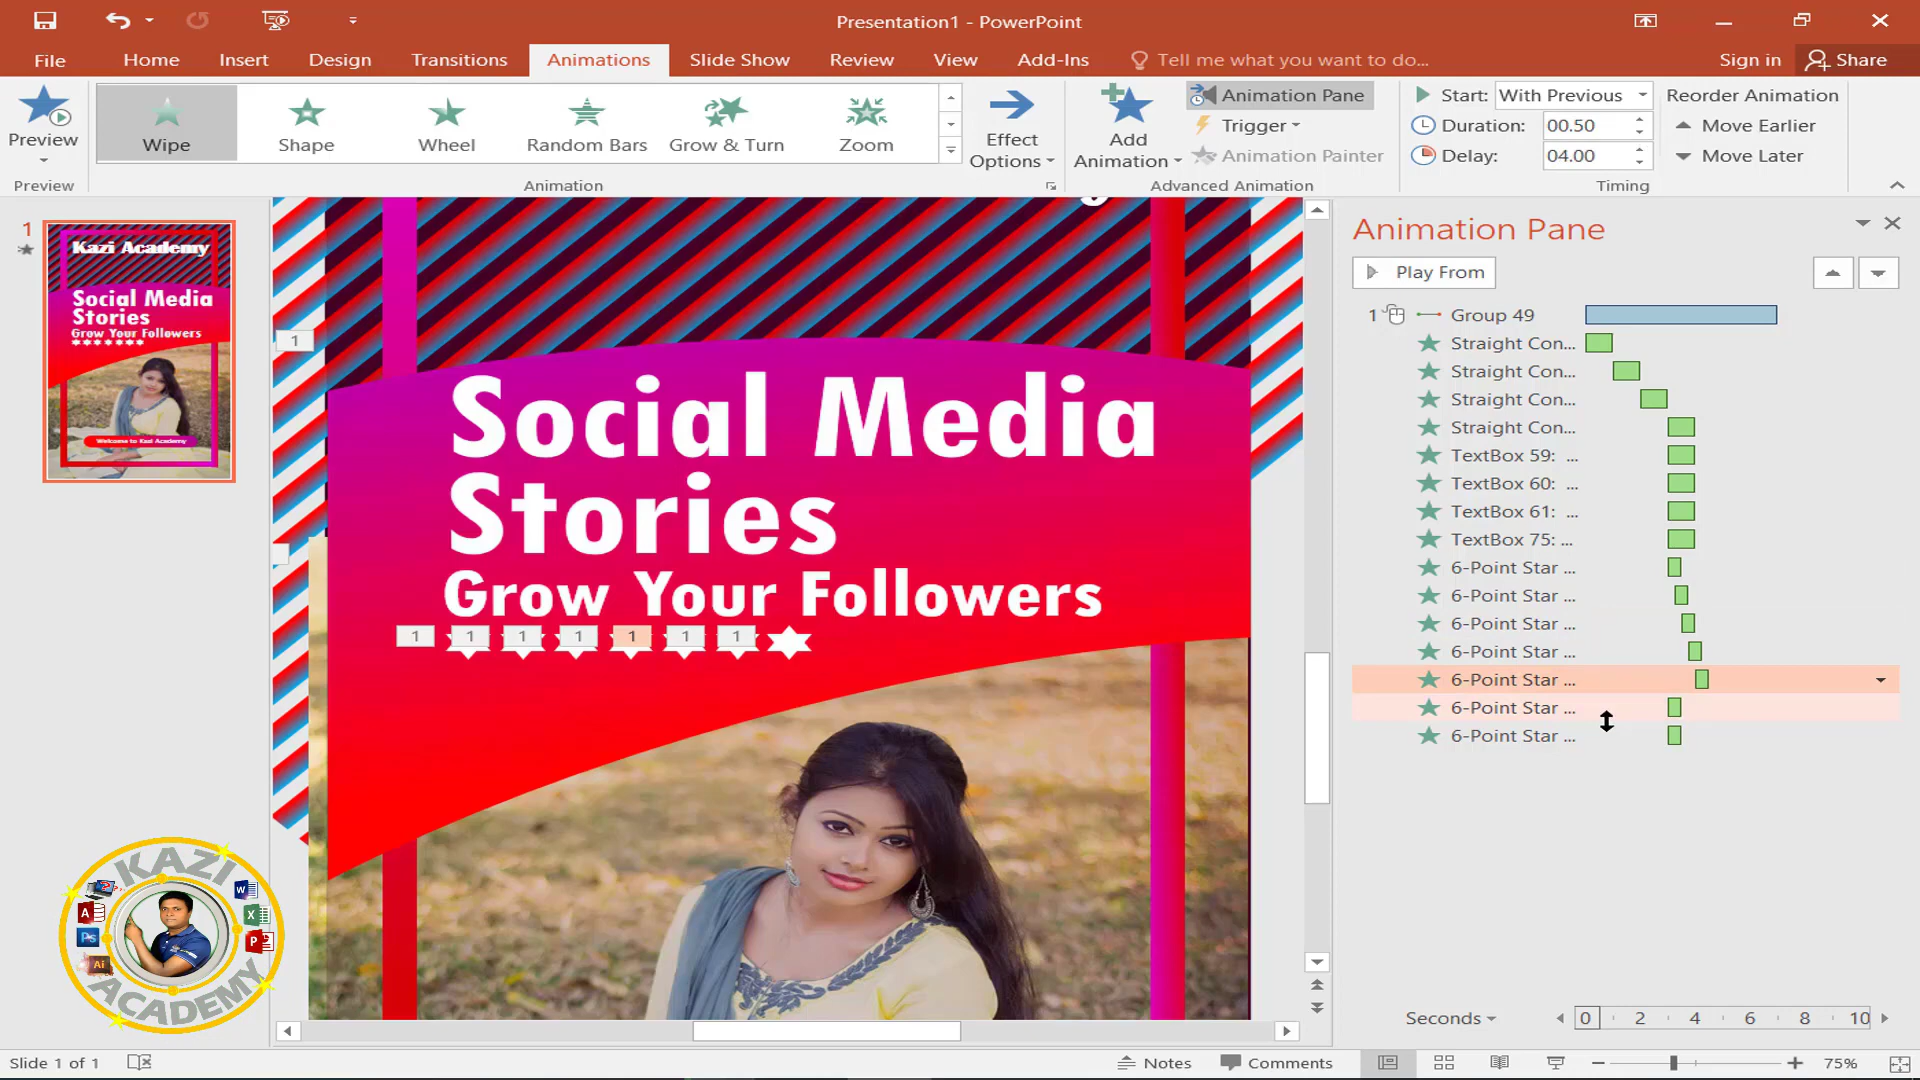 Presentation1 - PowerPoint
File Home Insert Design Transitions Animations Slide Show Review View Add-Ins Tell me what you want to do... Sign in Share
Preview
Preview
Wipe Shape Wheel Random Bars Grow & Turn Zoom
Animation
Effect Options
Add Animation
Animation Pane
Trigger
Animation Painter
Advanced Animation
Start: With Previous
Duration: 00.50
Delay: 04.00
Reorder Animation
Move Earlier
Move Later
Timing
1
Kazi Academy
Social Media
Stories
Grow Your Followers
Welcome to Kazi Academy
1
Social Media
Stories
Grow Your Followers
1 1 1 1 1 1 1
Animation Pane
Play From
1 Group 49
Straight Con...
Straight Con...
Straight Con...
Straight Con...
TextBox 59: ...
TextBox 60: ...
TextBox 61: ...
TextBox 75: ...
6-Point Star ...
6-Point Star ...
6-Point Star ...
6-Point Star ...
6-Point Star ...
6-Point Star ...
6-Point Star ...
Seconds 0 2 4 6 8 10
KAZI
ACADEMY
A
Ps
Ai
W
X
P
Slide 1 of 1 Notes Comments 75%